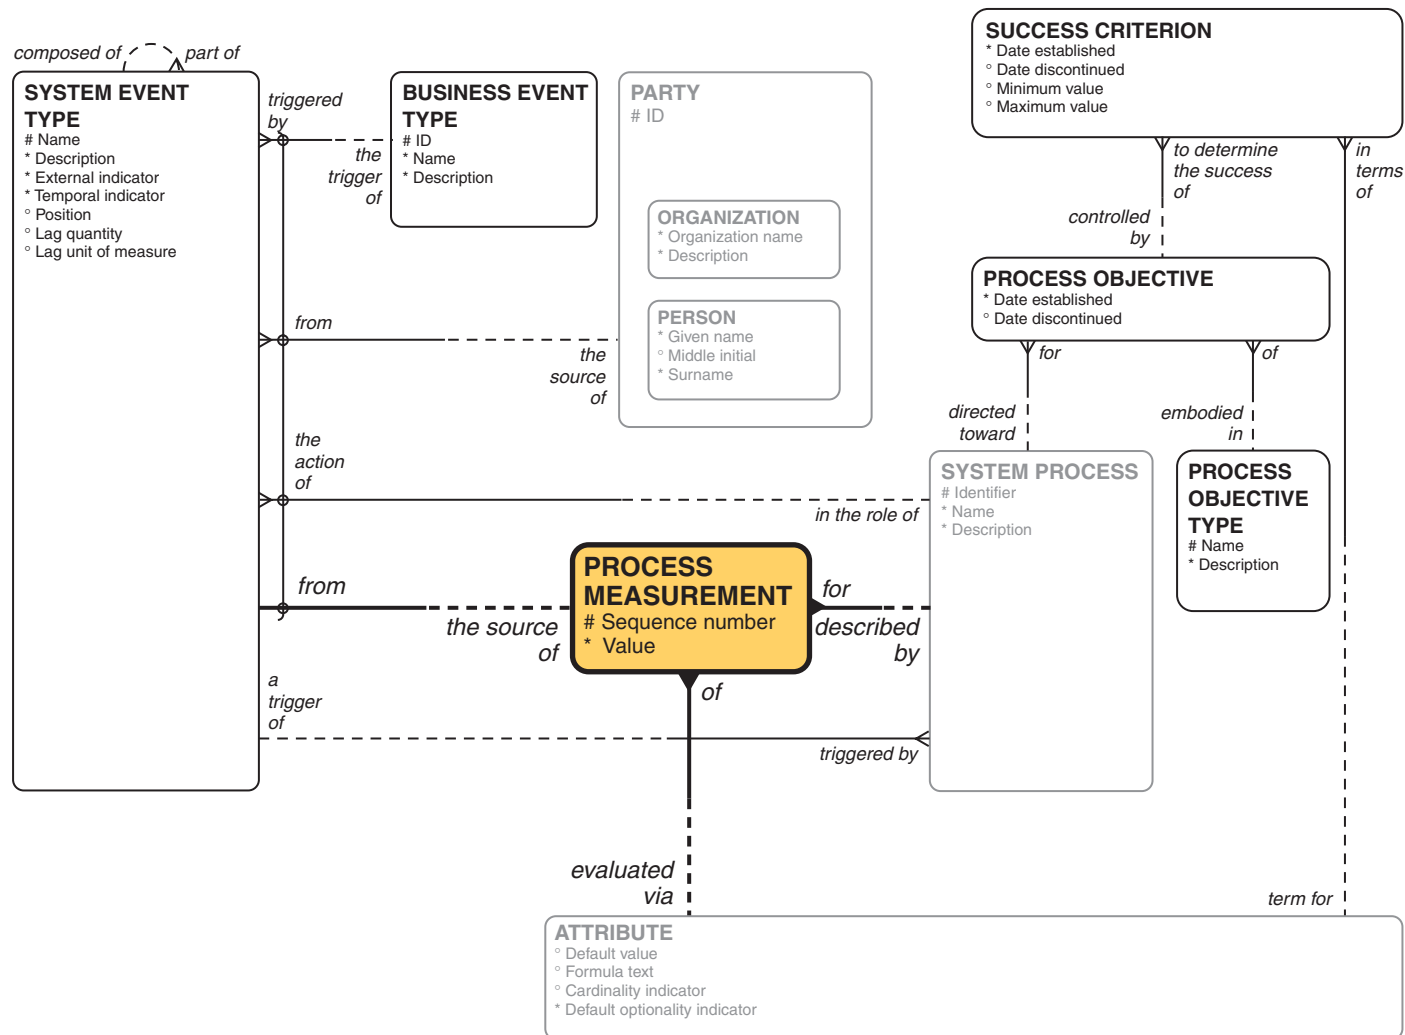 composed of
part of
SYSTEM EVENT
TYPE
# Name
* Description
* External indicator
* Temporal indicator
° Position
° Lag quantity
° Lag unit of measure
triggered
by
the
trigger
of
BUSINESS EVENT
TYPE
# ID
* Name
* Description
PARTY
# ID
ORGANIZATION
* Organization name
* Description
PERSON
* Given name
° Middle initial
* Surname
from
the
source
of
the
action
of
in the role of
from
the source
of
PROCESS
MEASUREMENT
# Sequence number
* Value
for
described
by
of
a
trigger
of
triggered by
evaluated
via
SUCCESS CRITERION
* Date established
° Date discontinued
° Minimum value
° Maximum value
to determine
the success
of
in
terms
of
controlled
by
PROCESS OBJECTIVE
* Date established
° Date discontinued
for
of
directed
toward
embodied
in
SYSTEM PROCESS
# Identifier
* Name
* Description
PROCESS
OBJECTIVE
TYPE
# Name
* Description
term for
ATTRIBUTE
° Default value
° Formula text
° Cardinality indicator
* Default optionality indicator